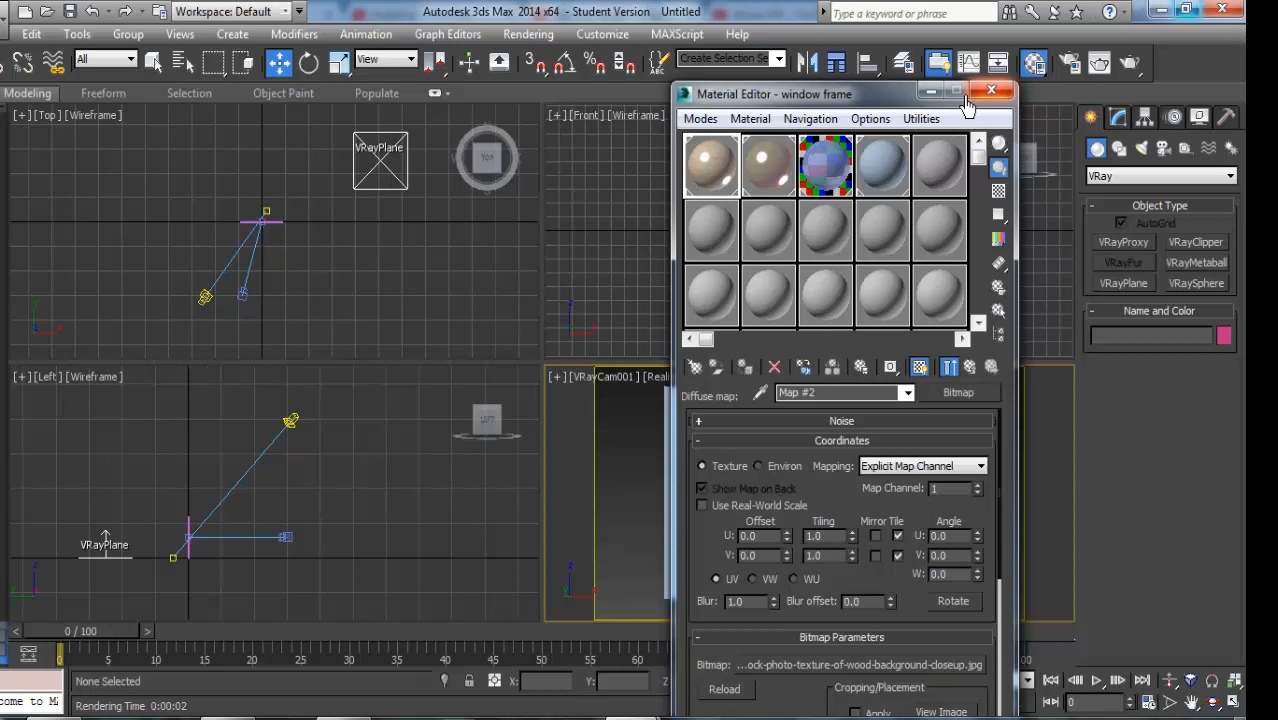 Workspace: Default
Autodesk 3ds Max 2014 x64 - Student Version Untitled
Type a keyword or phrase
Edit Tools Group Views Create Modifiers Animation Graph Editors Rendering Customize MAXScript Help
All
View
3
Create Selection Se
Modeling Freeform Selection Object Paint Populate
Material Editor - window frame
Modes Material Navigation Options Utilities
[+] [Top] [Wireframe]
[+] [Front] [Wireframe]
VRayPlane
TOP
VRay
Object Type
AutoGrid
VRayProxy VRayClipper
VRayFur VRayMetaball
VRayPlane VRaySphere
Name and Color
[+] [Left] [Wireframe]
[+] [VRayCam001] [Reali
LEFT
VRayPlane
Diffuse map: Map #2 Bitmap
Noise
Coordinates
Texture Environ Mapping: Explicit Map Channel
Show Map on Back Map Channel: 1
Use Real-World Scale
Offset Tiling Mirror Tile Angle
U: 0.0 1.0 U: 0.0
V: 0.0 1.0 V: 0.0
W: 0.0
UV VW WU
Blur: 1.0 Blur offset: 0.0 Rotate
Bitmap Parameters
Bitmap: ...ock-photo-texture-of-wood-background-closeup.jpg
Reload
Cropping/Placement
Apply View Image
0 / 100
0 5 10 15 20 25 30 35 40 45 50 55 60
None Selected X: Y: Z
come to M
Rendering Time 0:00:02
0